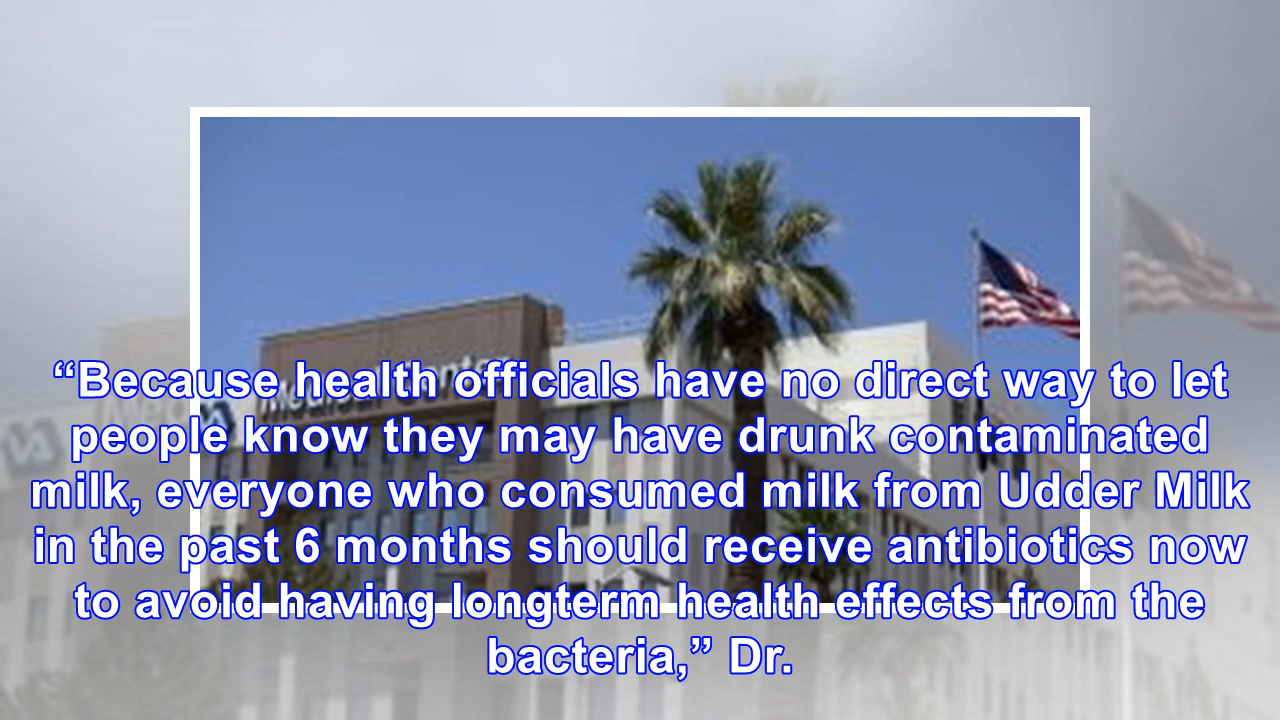 “Because health officials have no direct way to let
people know they may have drunk contaminated
milk, everyone who consumed milk from Udder Milk
in the past 6 months should receive antibiotics now
to avoid having longterm health effects from the
bacteria,” Dr.